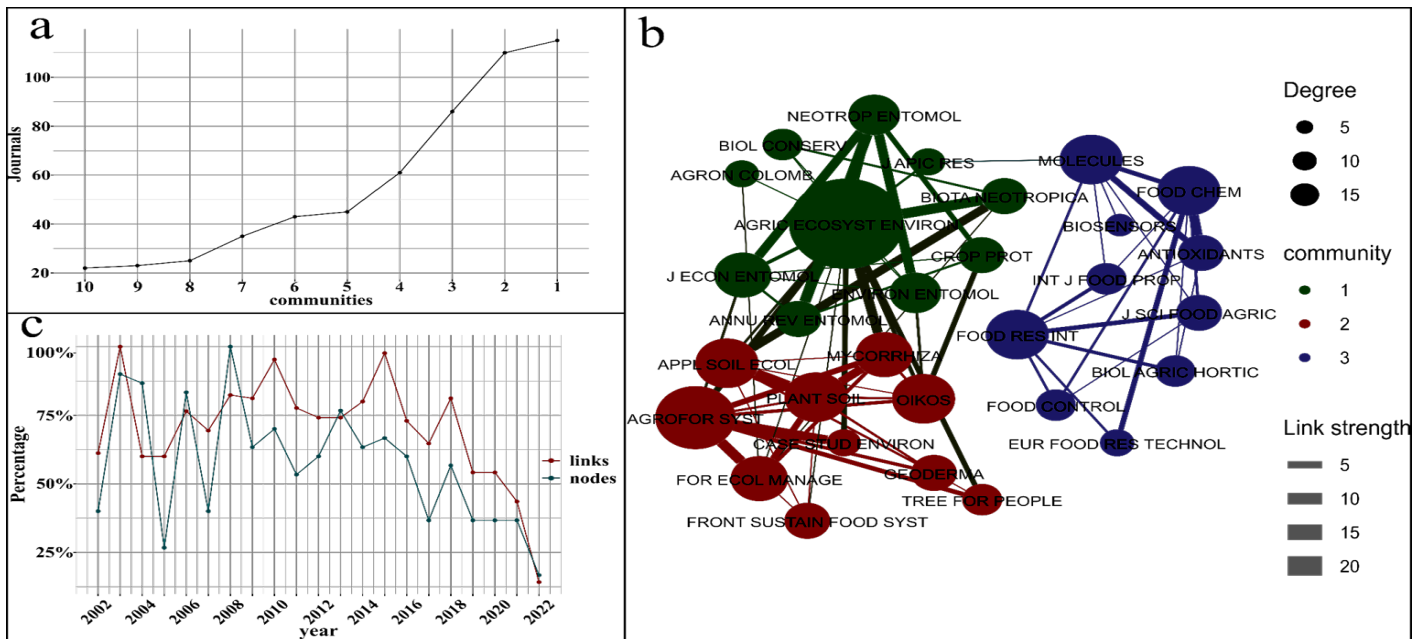 a
Journals
100
80
60
40
20
10 9 8 7 6 5 4 3 2 1
communities
b
NEOTROP ENTOMOL
BIOL CONSERV
J APIC RES
AGRON COLOMB
BIOTA NEOTROPICA
AGRIC ECOSYST ENVIRON
CROP PROT
J ECON ENTOMOL
ENVIRON ENTOMOL
ANNU REV ENTOMOL
APPL SOIL ECOL
MYCORRHIZA
PLANT SOIL
OIKOS
AGROFOR SYST
CASE STUD ENVIRON
FOR ECOL MANAGE
GEODERMA
TREE FOR PEOPLE
FRONT SUSTAIN FOOD SYST
MOLECULES
FOOD CHEM
BIOSENSORS
ANTIOXIDANTS
INT J FOOD PROP
J SCI FOOD AGRIC
FOOD RES INT
BIOL AGRIC HORTIC
FOOD CONTROL
EUR FOOD RES TECHNOL
Degree
5
10
15
community
1
2
3
Link strength
5
10
15
20
c
Percentage
100%
75%
50%
25%
links
nodes
2002 2004 2006 2008 2010 2012 2014 2016 2018 2020 2022
year